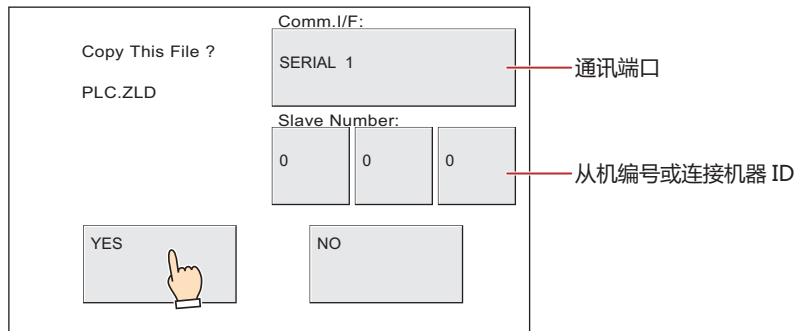 Comm.I/F:
Copy This File ?
SERIAL 1
通讯端口
PLC.ZLD
Slave Number:
0 0 0
从机编号或连接机器 ID
YES
NO